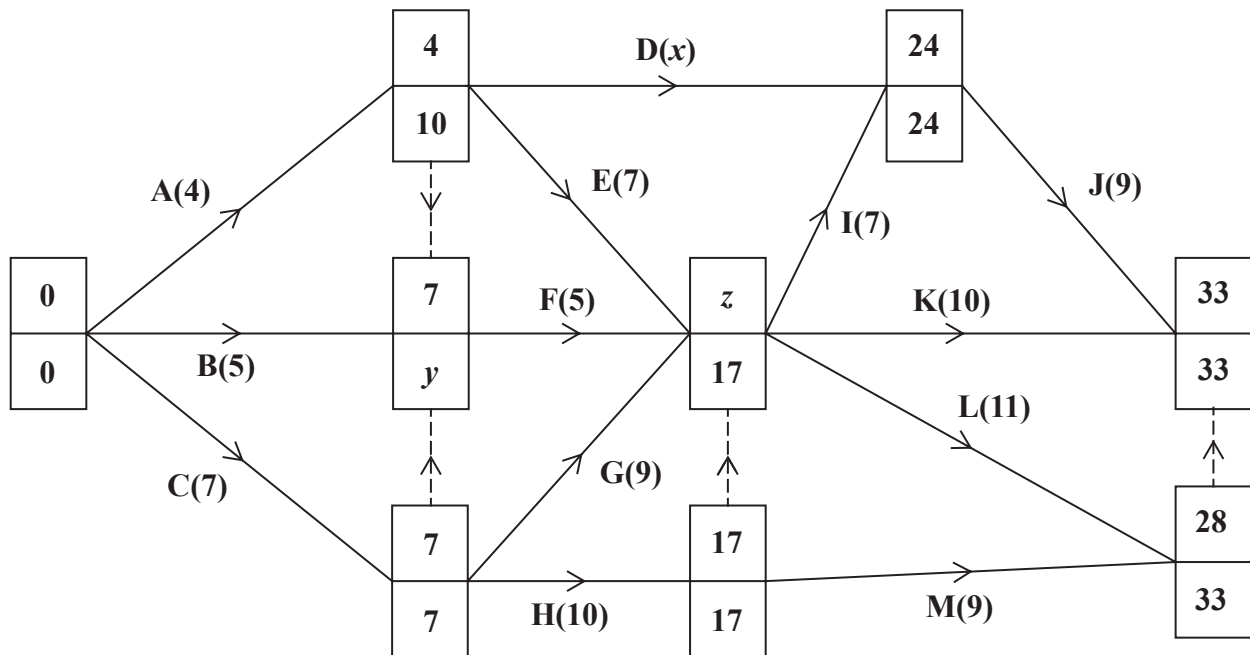 4
D(x)
24
10
24
A(4)
E(7)
J(9)
I(7)
0
7
F(5)
z
K(10)
33
0
B(5)
y
17
33
L(11)
C(7)
G(9)
7
17
28
7
H(10)
17
M(9)
33